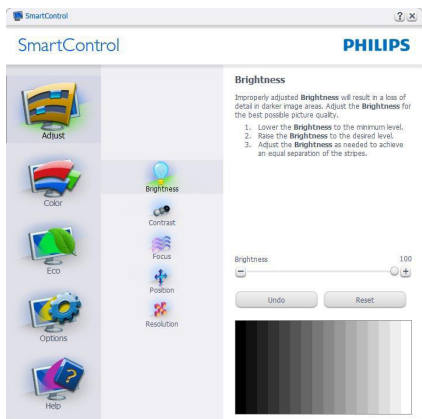 SmartControl
SmartControl
PHILIPS
Adjust
Color
Eco
Options
Help
Brightness
Contrast
Focus
Position
Resolution
Brightness
Improperly adjusted Brightness will result in a loss of
detail in darker image areas. Adjust the Brightness for
the best possible picture quality.
1. Lower the Brightness to the minimum level.
2. Raise the Brightness to the desired level.
3. Adjust the Brightness as needed to achieve
an equal separation of the stripes.
Brightness 100
Undo Reset